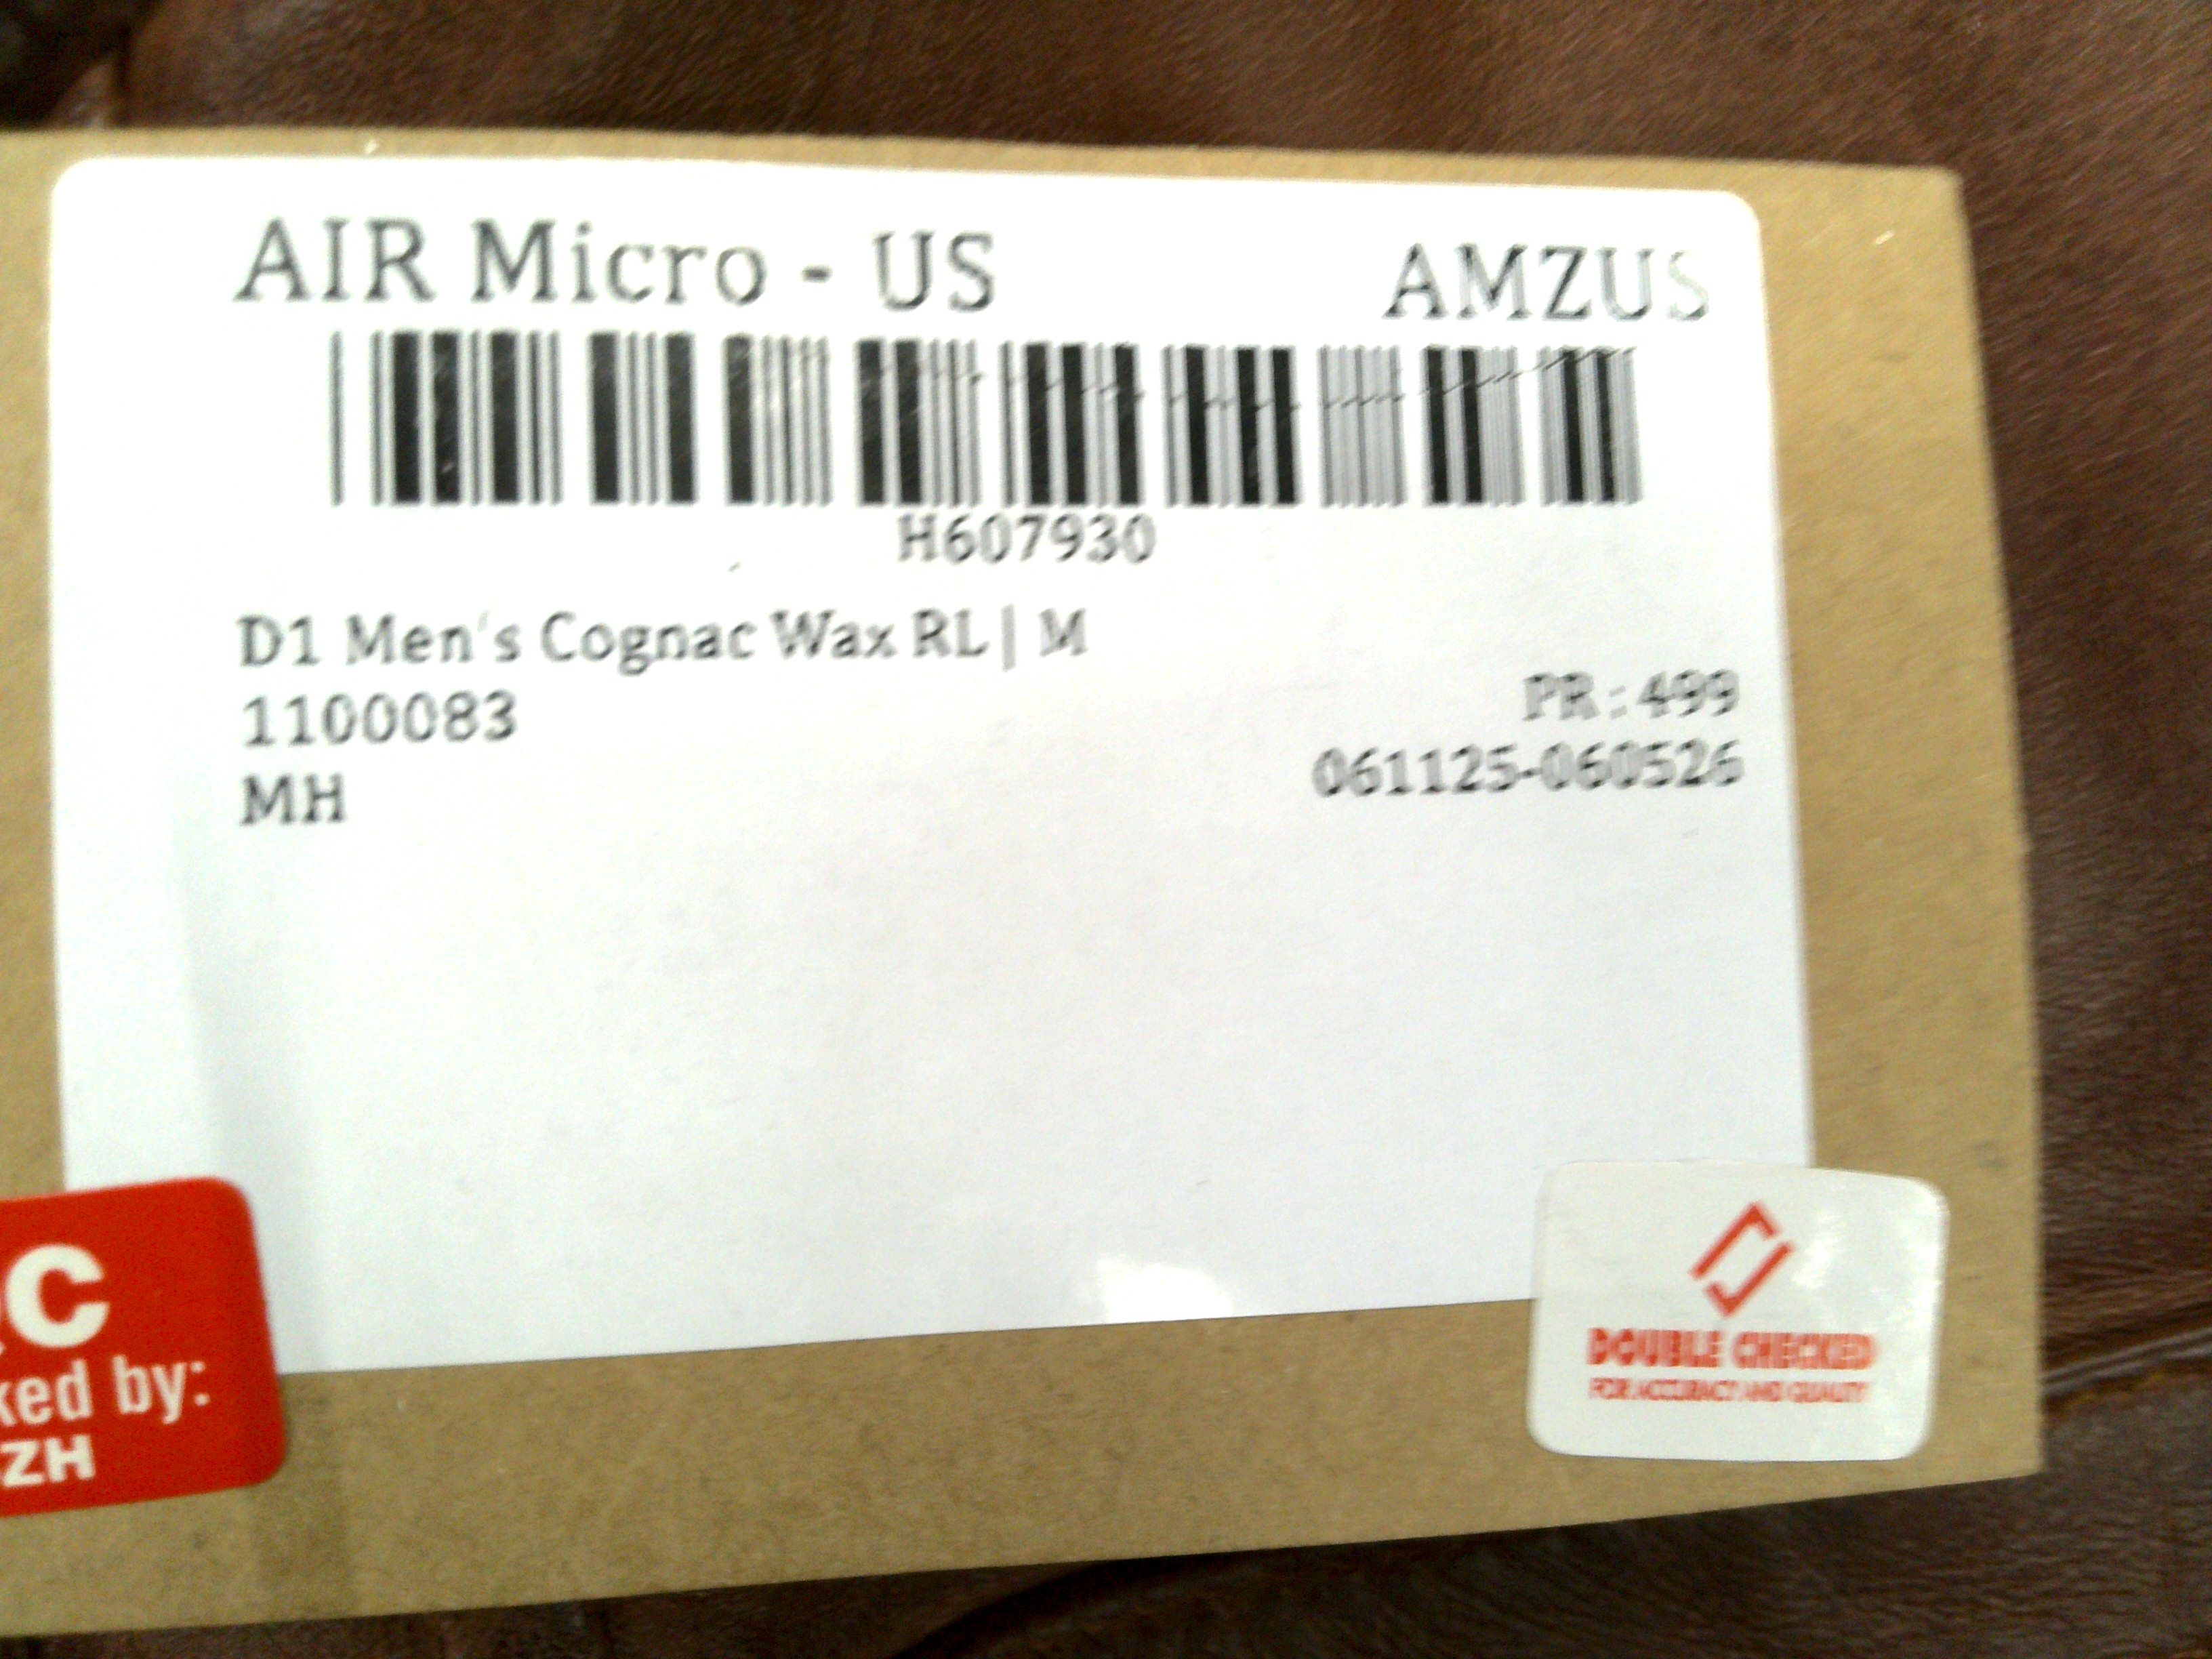 AIR Micro - US AMZUS
H607930
D1 Men's Cognac Wax RL | M
1100083
PR : 499
MH
061125-060526
C
ked by:
ZH
DOUBLE CHECKED
FOR ACCURACY AND QUALITY